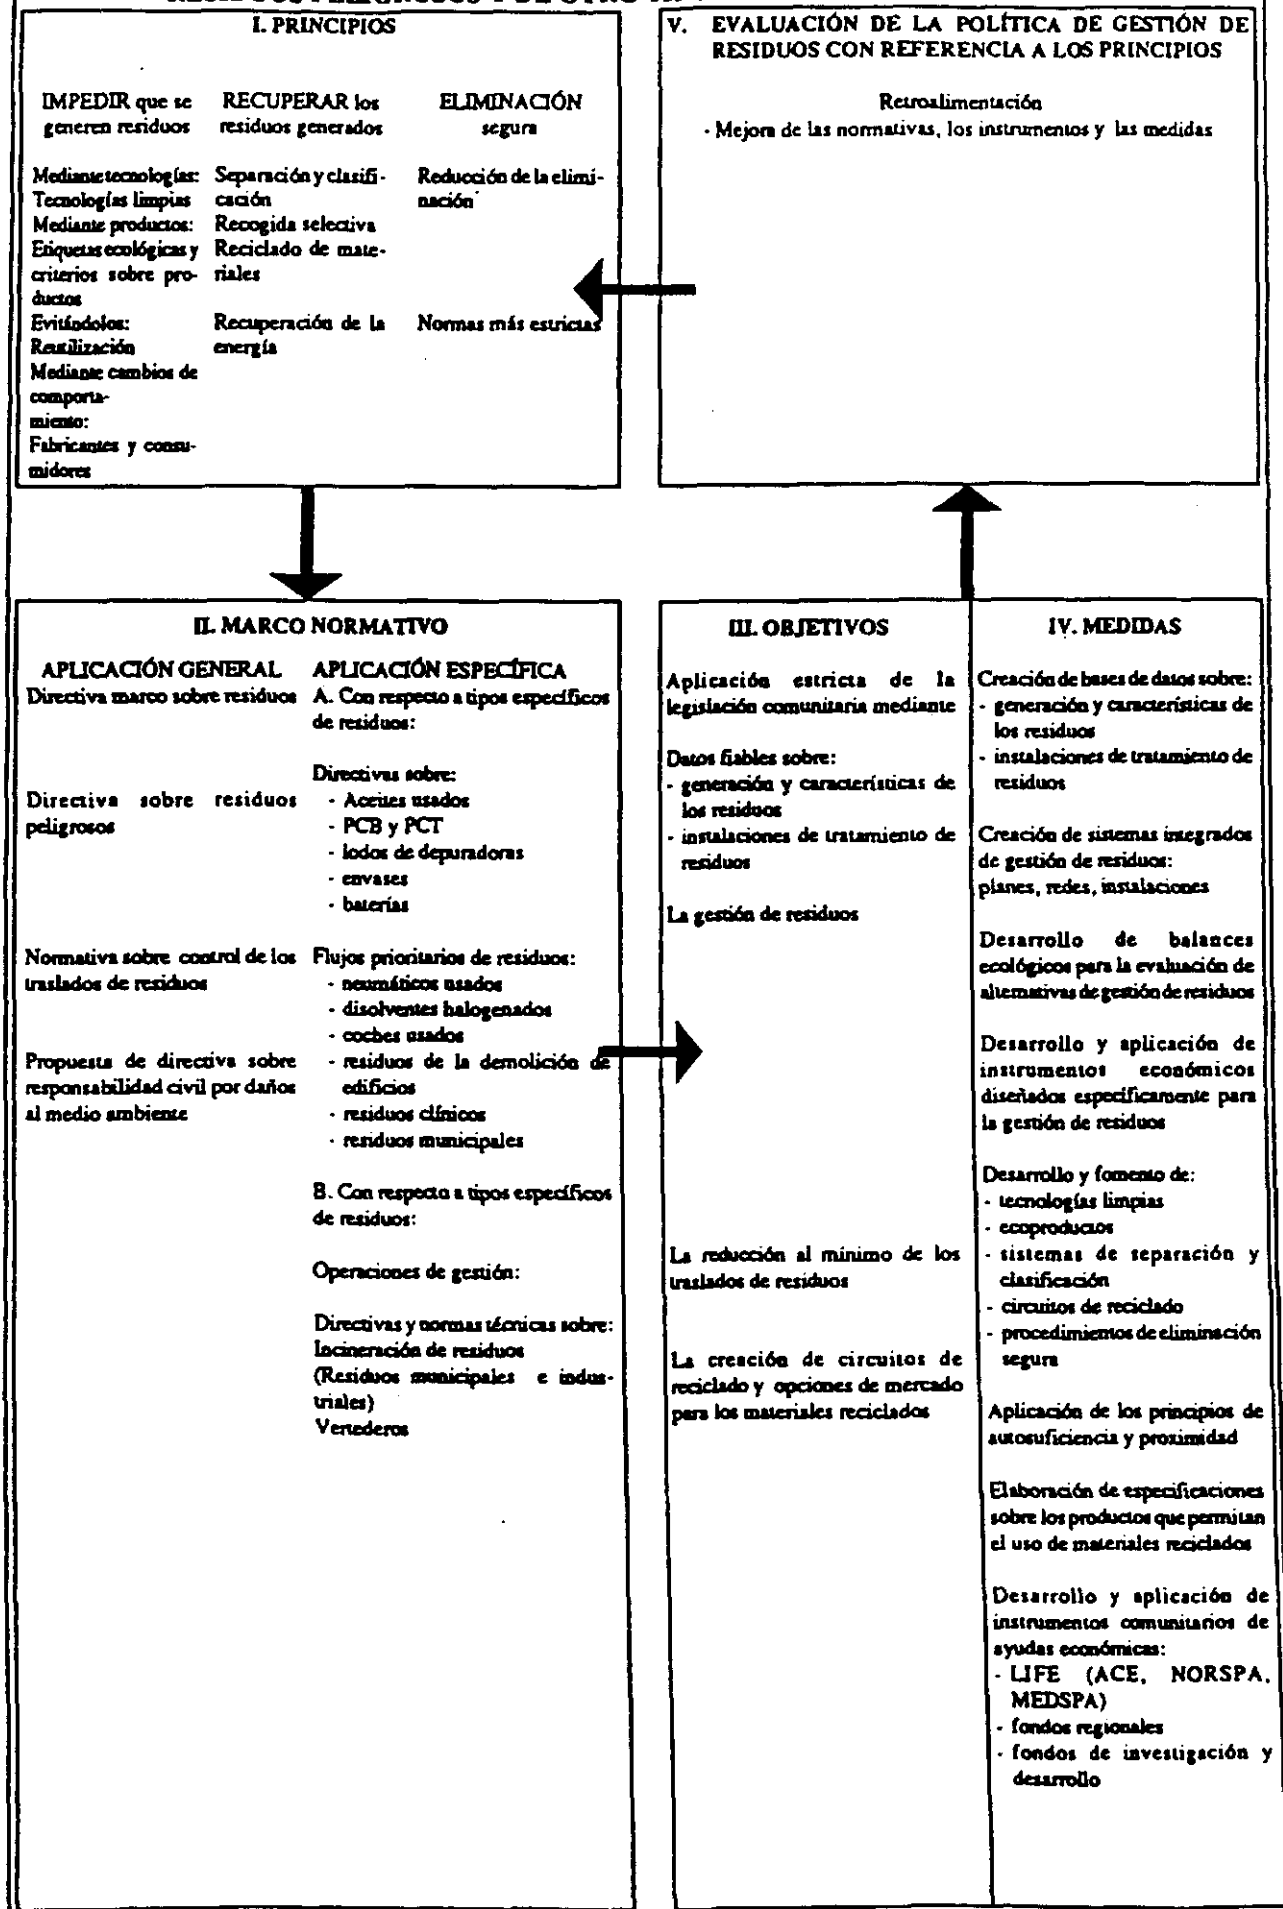 I. PRINCIPIOS
IMPEDIR que se
generen residuos
Mediante tecnologías:
Tecnologías limpias
Mediante productos:
Etiquetas ecológicas y
criterios sobre pro-
ductos
Evitándolos:
Reutilización
Mediante cambios de
comporta-
miento:
Fabricantes y consu-
midores
RECUPERAR los
residuos generados
Separación y clasifi-
cación
Recogida selectiva
Reciclado de mate-
riales
Recuperación de la
energía
ELIMINACIÓN
segura
Reducción de la elimi-
nación
Normas más estrictas
V. EVALUACIÓN DE LA POLÍTICA DE GESTIÓN DE
RESIDUOS CON REFERENCIA A LOS PRINCIPIOS
Retroalimentación
- Mejora de las normativas, los instrumentos y las medidas
II. MARCO NORMATIVO
APLICACIÓN GENERAL
Directiva marco sobre residuos
Directiva sobre residuos
peligrosos
Normativa sobre control de los
traslados de residuos
Propuesta de directiva sobre
responsabilidad civil por daños
al medio ambiente
APLICACIÓN ESPECÍFICA
A. Con respecto a tipos específicos
de residuos:
Directivas sobre:
- Aceites usados
- PCB y PCT
- lodos de depuradoras
- envases
- baterías
Flujos prioritarios de residuos:
- neumáticos usados
- disolventes halogenados
- coches usados
- residuos de la demolición de
edificios
- residuos clínicos
- residuos municipales
B. Con respecto a tipos específicos
de residuos:
Operaciones de gestión:
Directivas y normas técnicas sobre:
Incineración de residuos
(Residuos municipales e indus-
triales)
Vertederos
III. OBJETIVOS
Aplicación estricta de la
legislación comunitaria mediante
Datos fiables sobre:
- generación y características de
los residuos
- instalaciones de tratamiento de
residuos
La gestión de residuos
La reducción al mínimo de los
traslados de residuos
La creación de circuitos de
reciclado y opciones de mercado
para los materiales reciclados
IV. MEDIDAS
Creación de bases de datos sobre:
- generación y características de
los residuos
- instalaciones de tratamiento de
residuos
Creación de sistemas integrados
de gestión de residuos:
planes, redes, instalaciones
Desarrollo de balances
ecológicos para la evaluación de
alternativas de gestión de residuos
Desarrollo y aplicación de
instrumentos económicos
diseñados específicamente para
la gestión de residuos
Desarrollo y fomento de:
- tecnologías limpias
- ecoproductos
- sistemas de separación y
clasificación
- circuitos de reciclado
- procedimientos de eliminación
segura
Aplicación de los principios de
autosuficiencia y proximidad
Elaboración de especificaciones
sobre los productos que permitan
el uso de materiales reciclados
Desarrollo y aplicación de
instrumentos comunitarios de
ayudas económicas:
- LIFE (ACE, NORSPA,
MEDSPA)
- fondos regionales
- fondos de investigación y
desarrollo